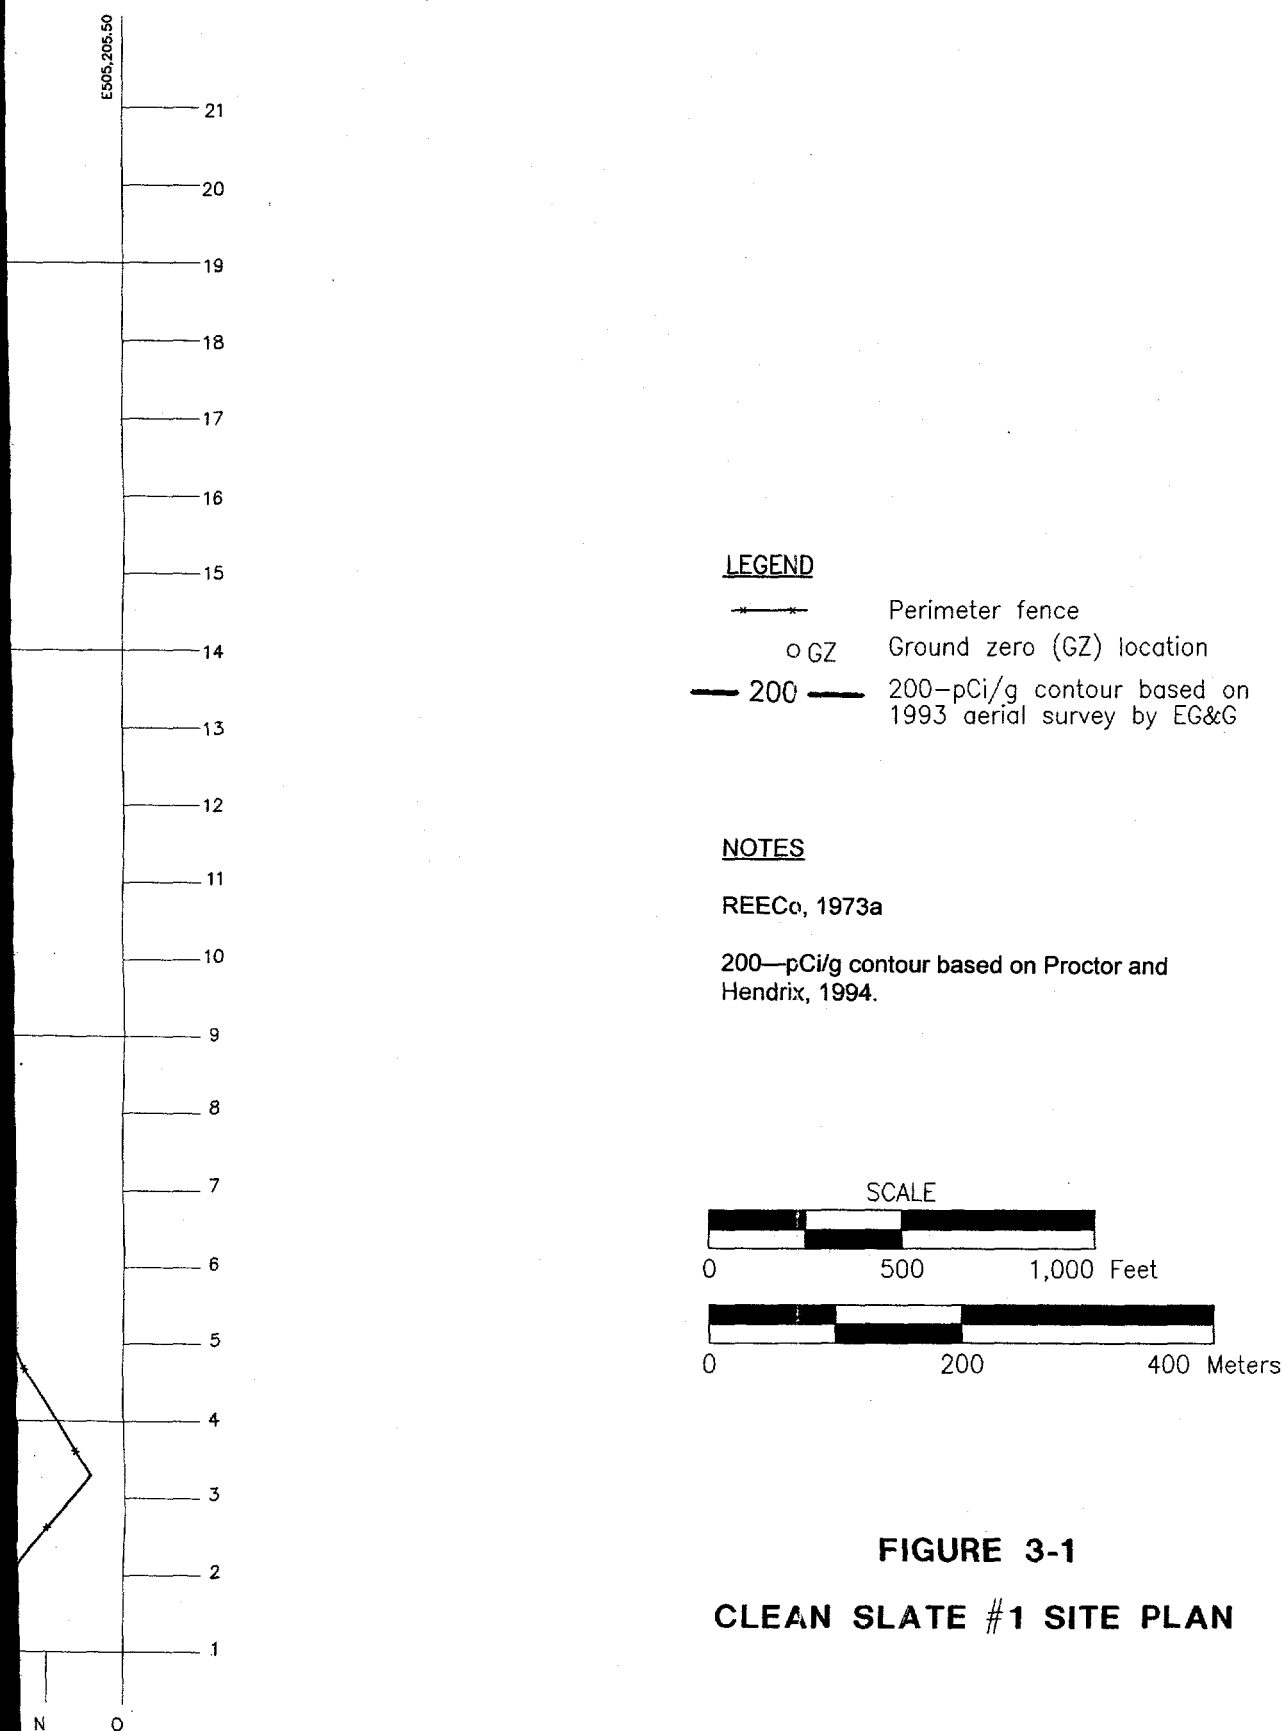 E505,205.50
21
20
19
18
17
16
15
14
13
12
11
10
9
8
7
6
5
4
3
2
1
N O
LEGEND
Perimeter fence
O GZ Ground zero (GZ) location
200 200-pCi/g contour based on
1993 aerial survey by EG&G
NOTES
REECo, 1973a
200—pCi/g contour based on Proctor and
Hendrix, 1994.
SCALE
0 500 1,000 Feet
0 200 400 Meters
FIGURE 3-1
CLEAN SLATE #1 SITE PLAN